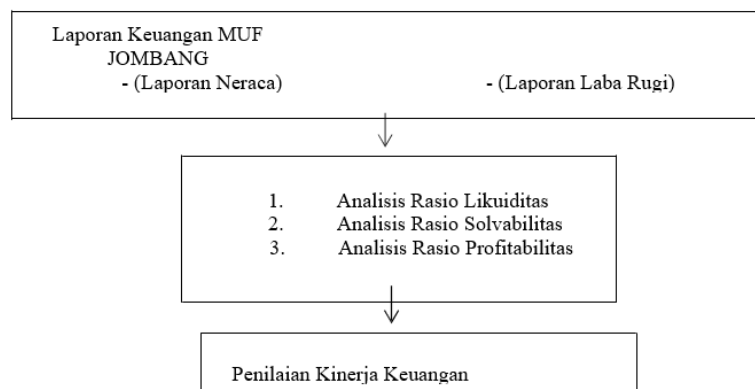 Laporan Keuangan MUF
JOMBANG
- (Laporan Neraca) - (Laporan Laba Rugi)
1. Analisis Rasio Likuiditas
2. Analisis Rasio Solvabilitas
3. Analisis Rasio Profitabilitas
Penilaian Kinerja Keuangan